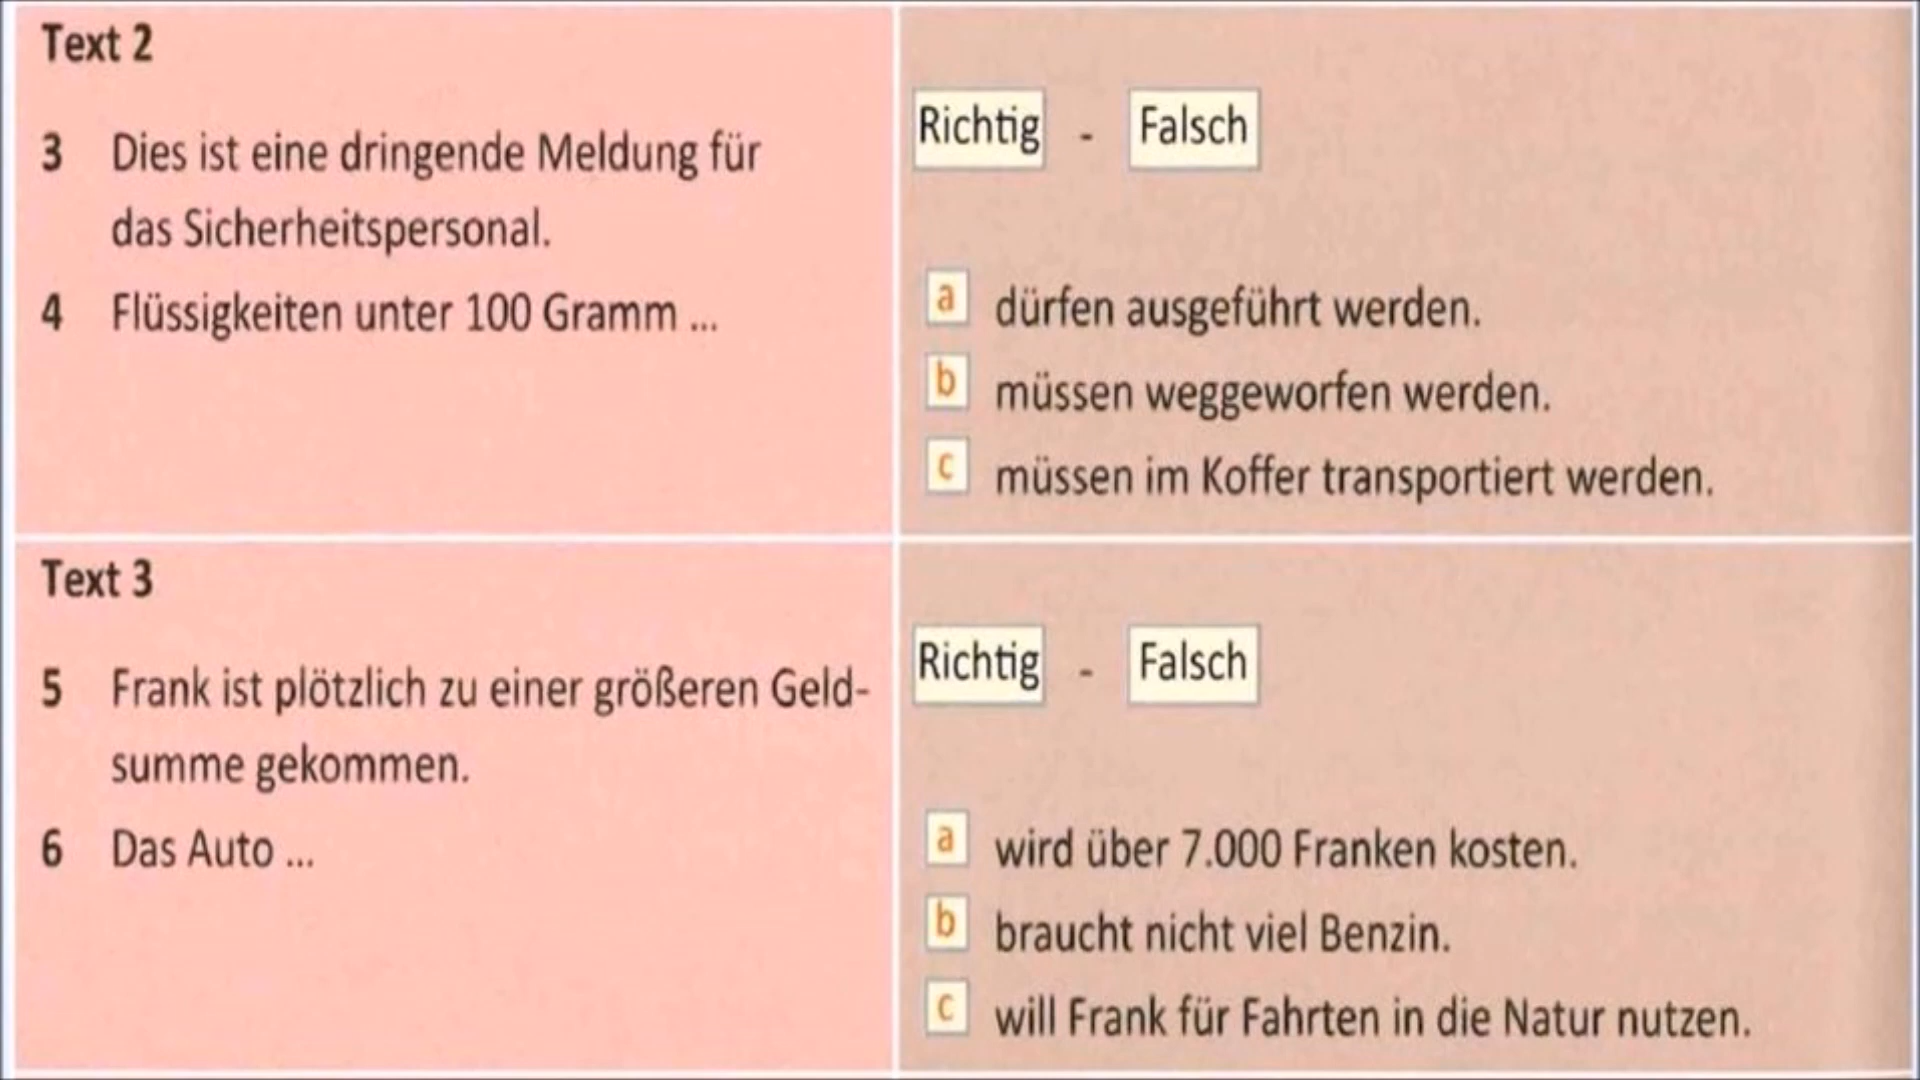 Text 2
3 Dies ist eine dringende Meldung für
das Sicherheitspersonal.
Richtig - Falsch
4 Flüssigkeiten unter 100 Gramm ...
a dürfen ausgeführt werden.
b müssen weggeworfen werden.
c müssen im Koffer transportiert werden.
Text 3
5 Frank ist plötzlich zu einer größeren Geld-
summe gekommen.
Richtig - Falsch
6 Das Auto ...
a wird über 7.000 Franken kosten.
b braucht nicht viel Benzin.
c will Frank für Fahrten in die Natur nutzen.